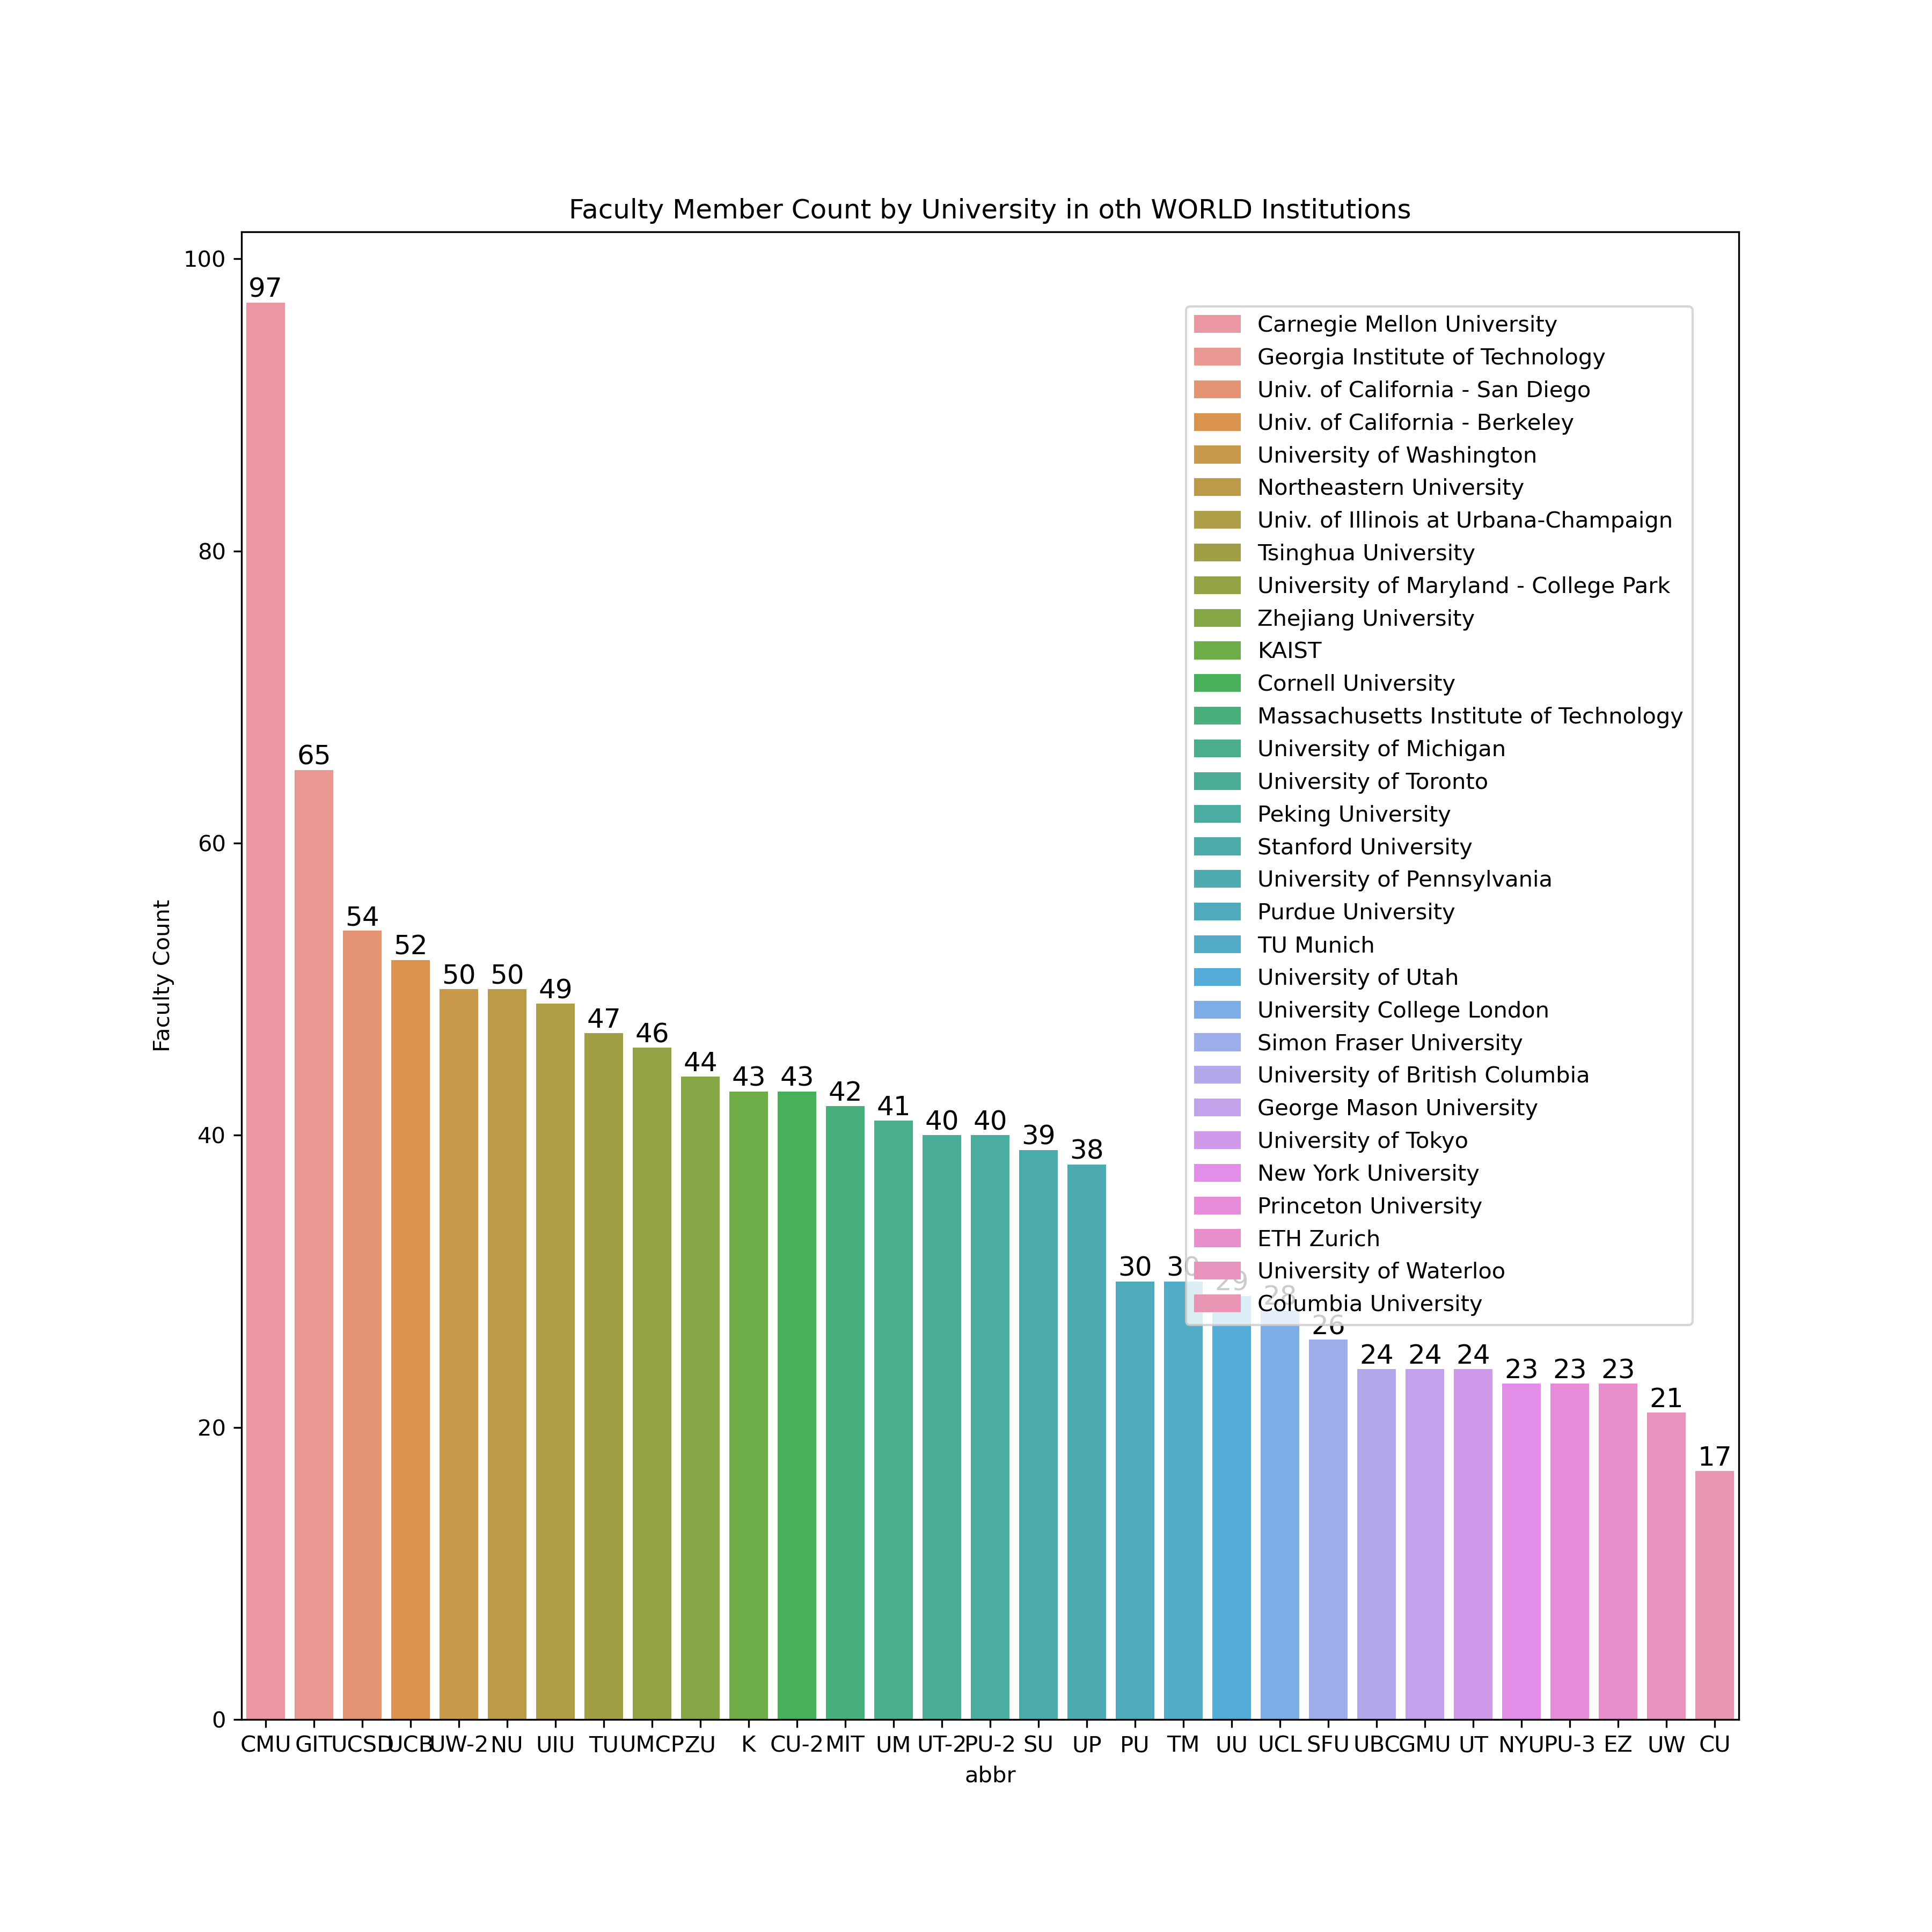 Faculty Member Count by University in oth WORLD Institutions
100
80
60
40
20
0
Faculty Count
97
65
54
52
50
50
49
47
46
44
43
43
42
41
40
40
39
38
30
30
29
28
26
24
24
24
23
23
23
21
17
Carnegie Mellon University
Georgia Institute of Technology
Univ. of California - San Diego
Univ. of California - Berkeley
University of Washington
Northeastern University
Univ. of Illinois at Urbana-Champaign
Tsinghua University
University of Maryland - College Park
Zhejiang University
KAIST
Cornell University
Massachusetts Institute of Technology
University of Michigan
University of Toronto
Peking University
Stanford University
University of Pennsylvania
Purdue University
TU Munich
University of Utah
University College London
Simon Fraser University
University of British Columbia
George Mason University
University of Tokyo
New York University
Princeton University
ETH Zurich
University of Waterloo
Columbia University
CMU GIT UCSD UCB UW-2 NU UIU TU UMCP ZU K CU-2 MIT UM UT-2 PU-2 SU UP PU TM UU UCL SFU UBC GMU UT NYU PU-3 EZ UW CU
abbr